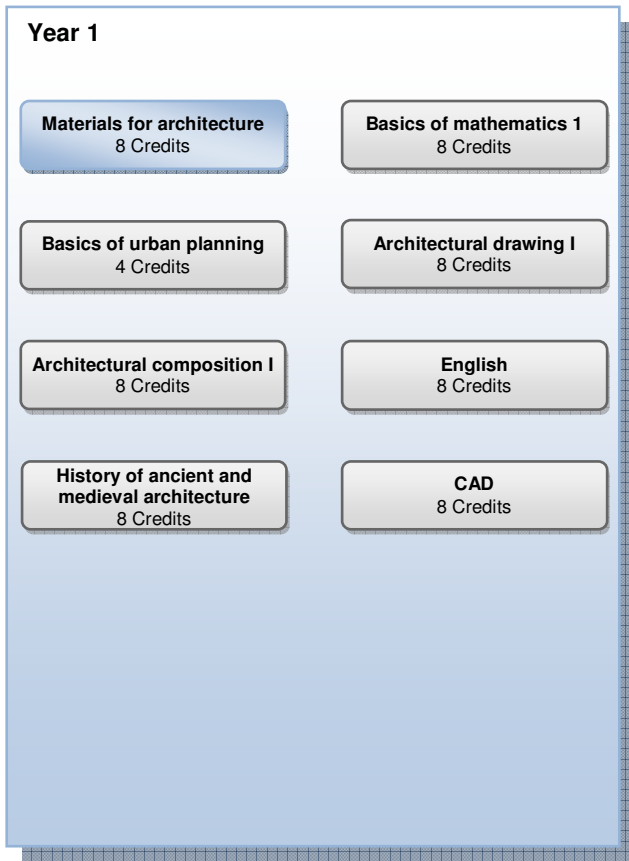 Year 1
Materials for architecture
8 Credits
Basics of mathematics 1
8 Credits
Basics of urban planning
4 Credits
Architectural drawing I
8 Credits
Architectural composition I
8 Credits
English
8 Credits
History of ancient and
medieval architecture
8 Credits
CAD
8 Credits